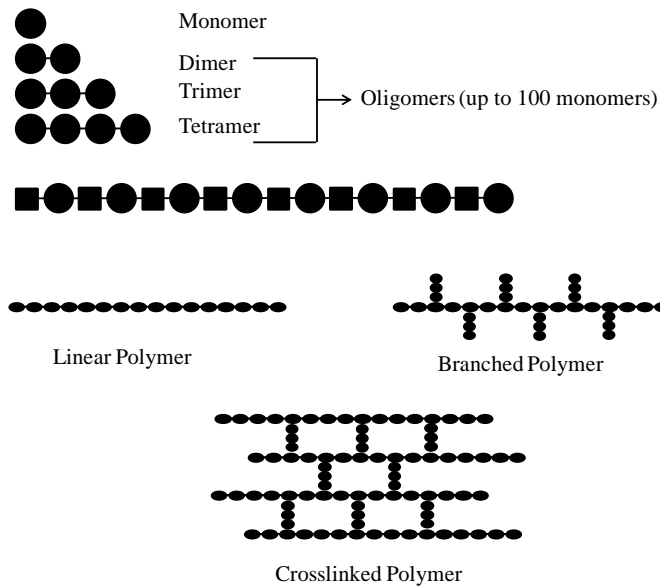 Monomer
Dimer
Trimer
Oligomers (up to 100 monomers)
Tetramer
Linear Polymer
Branched Polymer
Crosslinked Polymer